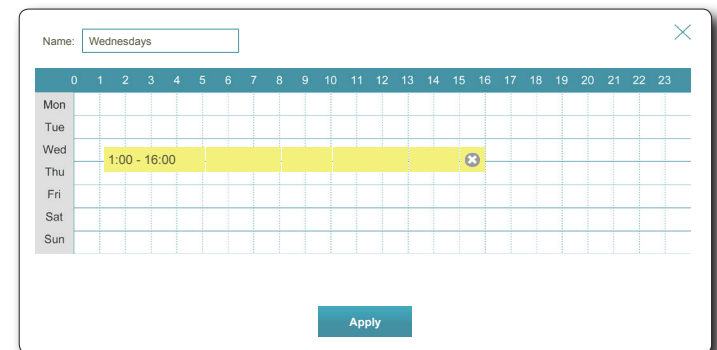 Name: Wednesdays
0 1 2 3 4 5 6 7 8 9 10 11 12 13 14 15 16 17 18 19 20 21 22 23
Mon
Tue
Wed
1:00 - 16:00
Thu
Fri
Sat
Sun
Apply